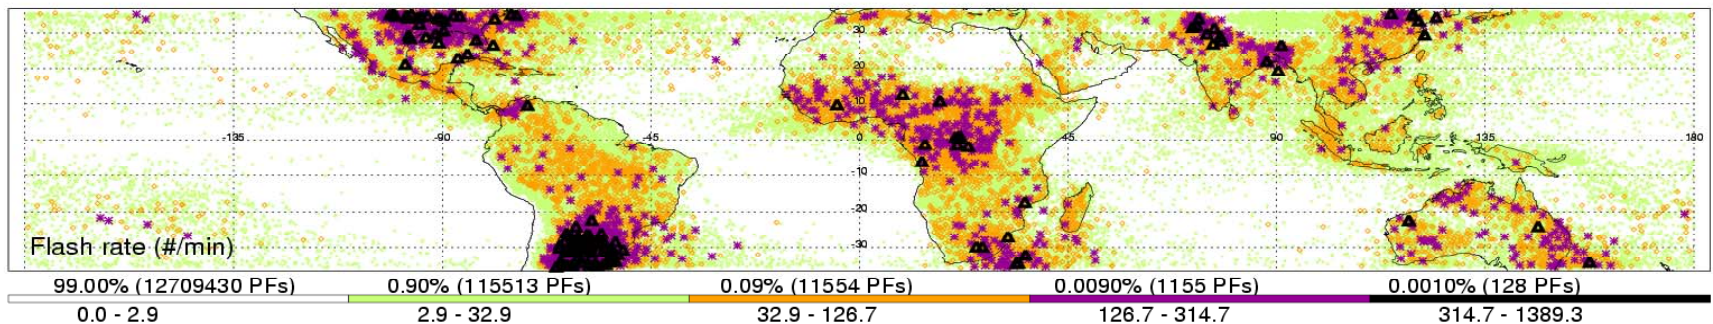 30
20
10
-135 -90 -45 0 45 90 135 180
-10
-20
-30
Flash rate (#/min)
99.00% (12709430 PFs) 0.90% (115513 PFs) 0.09% (11554 PFs) 0.0090% (1155 PFs) 0.0010% (128 PFs)
0.0 - 2.9 2.9 - 32.9 32.9 - 126.7 126.7 - 314.7 314.7 - 1389.3